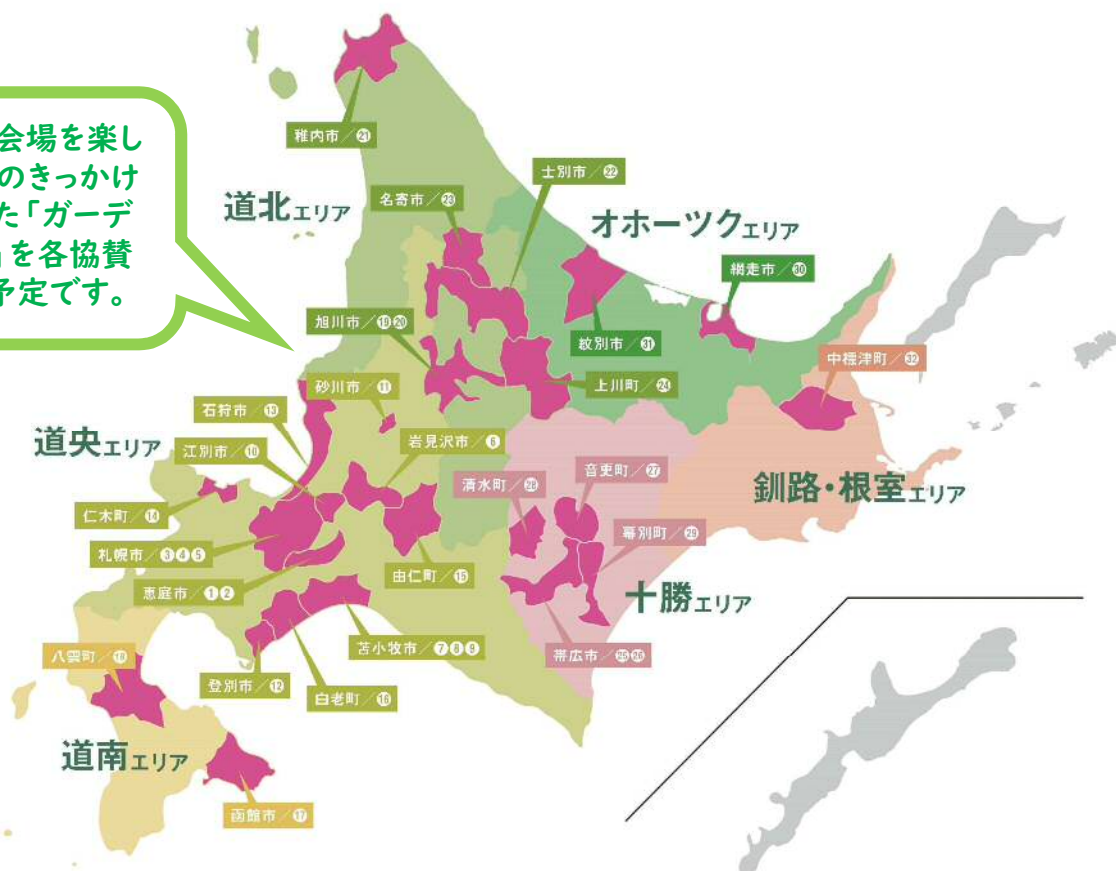 会場を楽し
のきっかけ
た「ガーデ
」を各協賛
予定です。
稚内市／㉑
士別市／㉒
道北エリア
名寄市／㉓
オホーツクエリア
網走市／㉚
旭川市／⑲⑳
紋別市／㉛
中標津町／㉜
砂川市／⑪
上川町／㉔
石狩市／⑬
道央エリア
江別市／⑩
岩見沢市／⑥
清水町／㉘
音更町／㉗
釧路・根室エリア
仁木町／⑭
札幌市／③④⑤
幕別町／㉙
恵庭市／①②
由仁町／⑮
十勝エリア
八雲町／⑱
苫小牧市／⑦⑧⑨
帯広市／㉕㉖
登別市／⑫
白老町／⑯
道南エリア
函館市／⑰